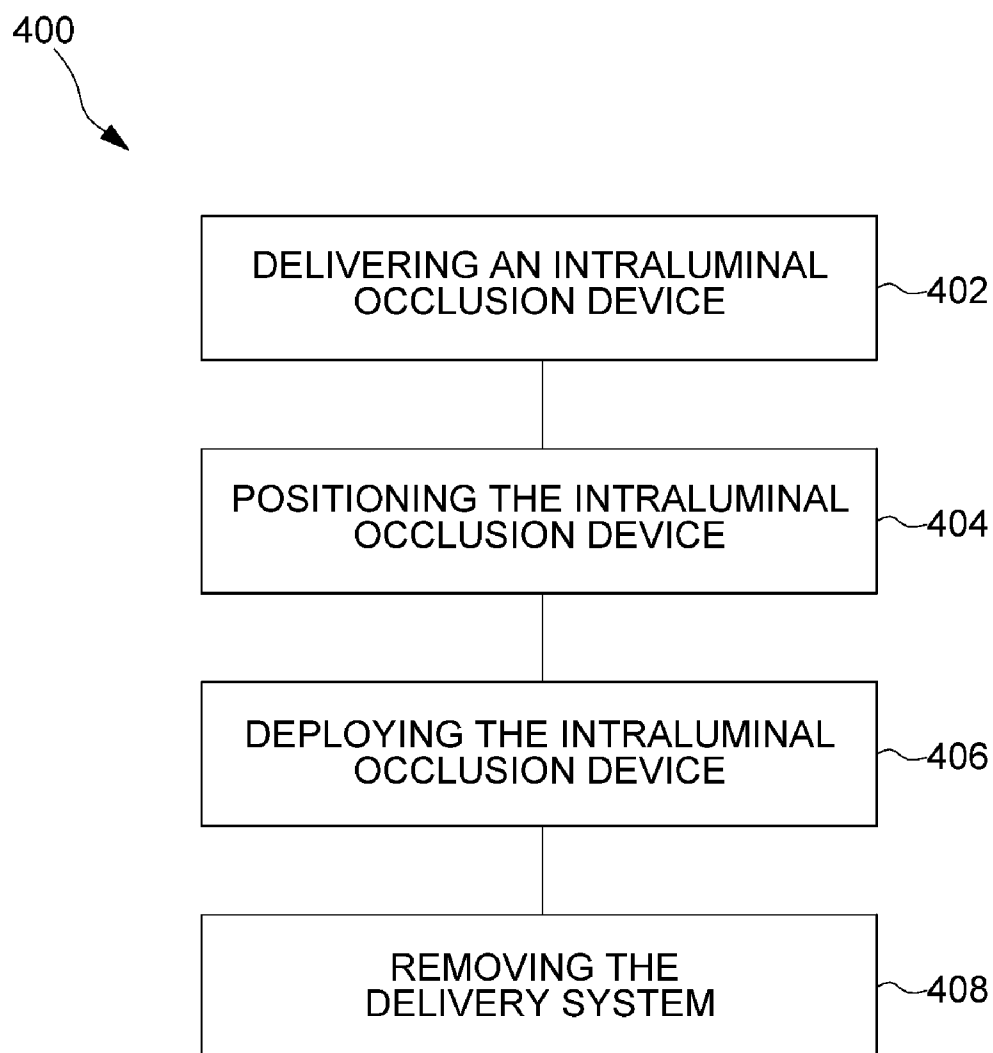 400
DELIVERING AN INTRALUMINAL
OCCLUSION DEVICE
402
POSITIONING THE INTRALUMINAL
OCCLUSION DEVICE
404
DEPLOYING THE INTRALUMINAL
OCCLUSION DEVICE
406
REMOVING THE
DELIVERY SYSTEM
408